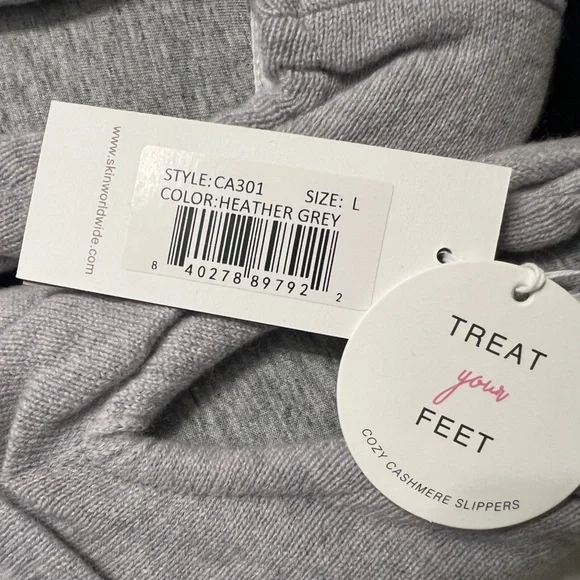 www.skinworldwide.com
STYLE:CA301 SIZE: L
COLOR:HEATHER GREY
8 40278 89792 2
TREAT
your
FEET
COZY CASHMERE SLIPPERS